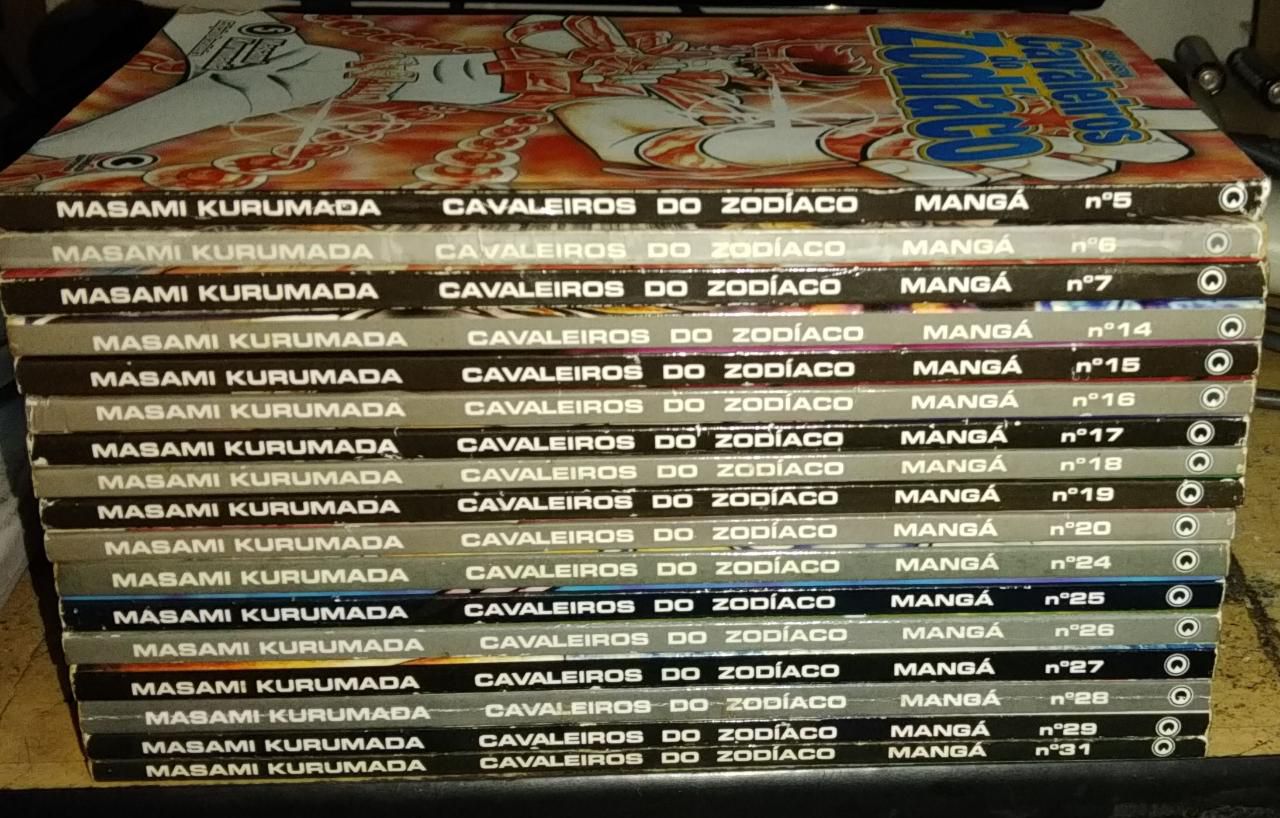 Cavaleiros
do
Zodíaco
5
MASAMI KURUMADA CAVALEIROS DO ZODÍACO MANGÁ nº5
MASAMI KURUMADA CAVALEIROS DO ZODÍACO MANGÁ nº6
MASAMI KURUMADA CAVALEIROS DO ZODÍACO MANGÁ nº7
MASAMI KURUMADA CAVALEIROS DO ZODÍACO MANGÁ nº14
MASAMI KURUMADA CAVALEIROS DO ZODÍACO MANGÁ nº15
MASAMI KURUMADA CAVALEIROS DO ZODÍACO MANGÁ nº16
MASAMI KURUMADA CAVALEIROS DO ZODÍACO MANGÁ nº17
MASAMI KURUMADA CAVALEIROS DO ZODÍACO MANGÁ nº18
MASAMI KURUMADA CAVALEIROS DO ZODÍACO MANGÁ nº19
MASAMI KURUMADA CAVALEIROS DO ZODÍACO MANGÁ nº20
MASAMI KURUMADA CAVALEIROS DO ZODÍACO MANGÁ nº24
MASAMI KURUMADA CAVALEIROS DO ZODÍACO MANGÁ nº25
MASAMI KURUMADA CAVALEIROS DO ZODÍACO MANGÁ nº26
MASAMI KURUMADA CAVALEIROS DO ZODÍACO MANGÁ nº27
MASAMI KURUMADA CAVALEIROS DO ZODÍACO MANGÁ nº28
MASAMI KURUMADA CAVALEIROS DO ZODÍACO MANGÁ nº29
MASAMI KURUMADA CAVALEIROS DO ZODÍACO MANGÁ nº31